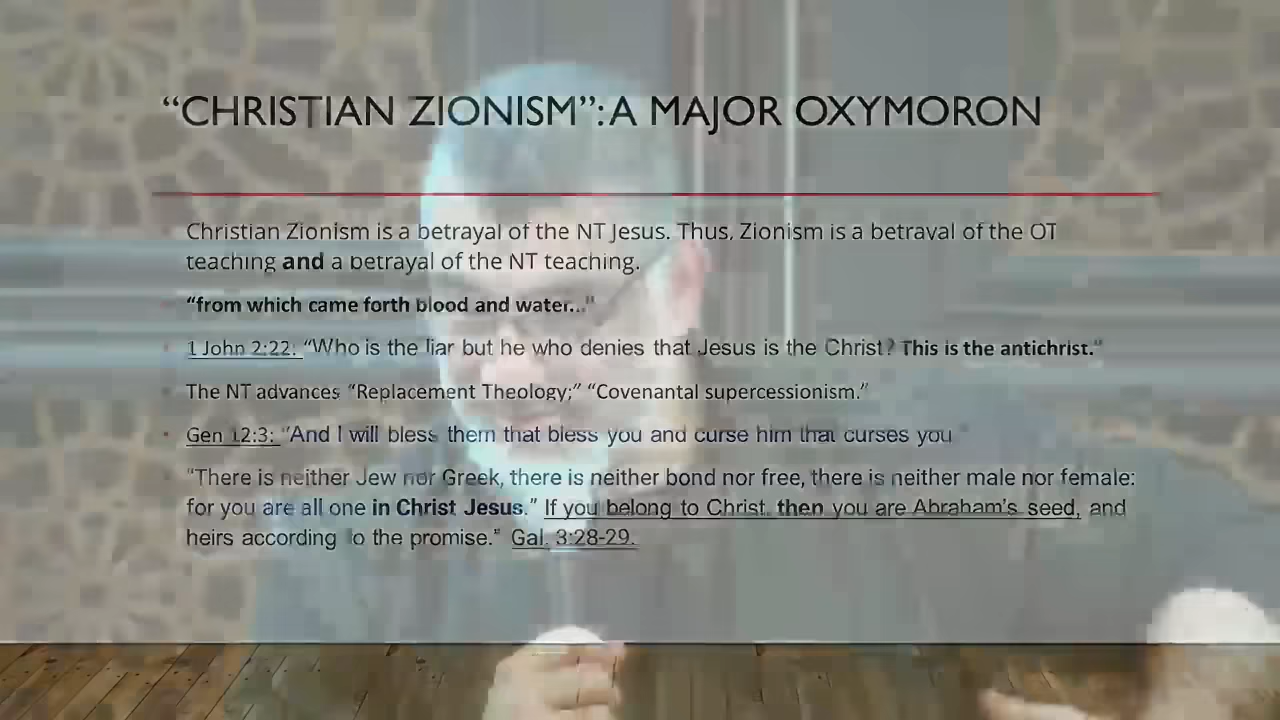 “CHRISTIAN ZIONISM”: A MAJOR OXYMORON
Christian Zionism is a betrayal of the NT Jesus. Thus, Zionism is a betrayal of the OT
teaching and a betrayal of the NT teaching.
“from which came forth blood and water...”
1 John 2:22: “Who is the liar but he who denies that Jesus is the Christ? This is the antichrist.”
The NT advances “Replacement Theology;” “Covenantal supercessionism.”
Gen 12:3: “And I will bless them that bless you and curse him that curses you.”
“There is neither Jew nor Greek, there is neither bond nor free, there is neither male nor female:
for you are all one in Christ Jesus.” If you belong to Christ, then you are Abraham's seed, and
heirs according to the promise.” Gal. 3:28-29.